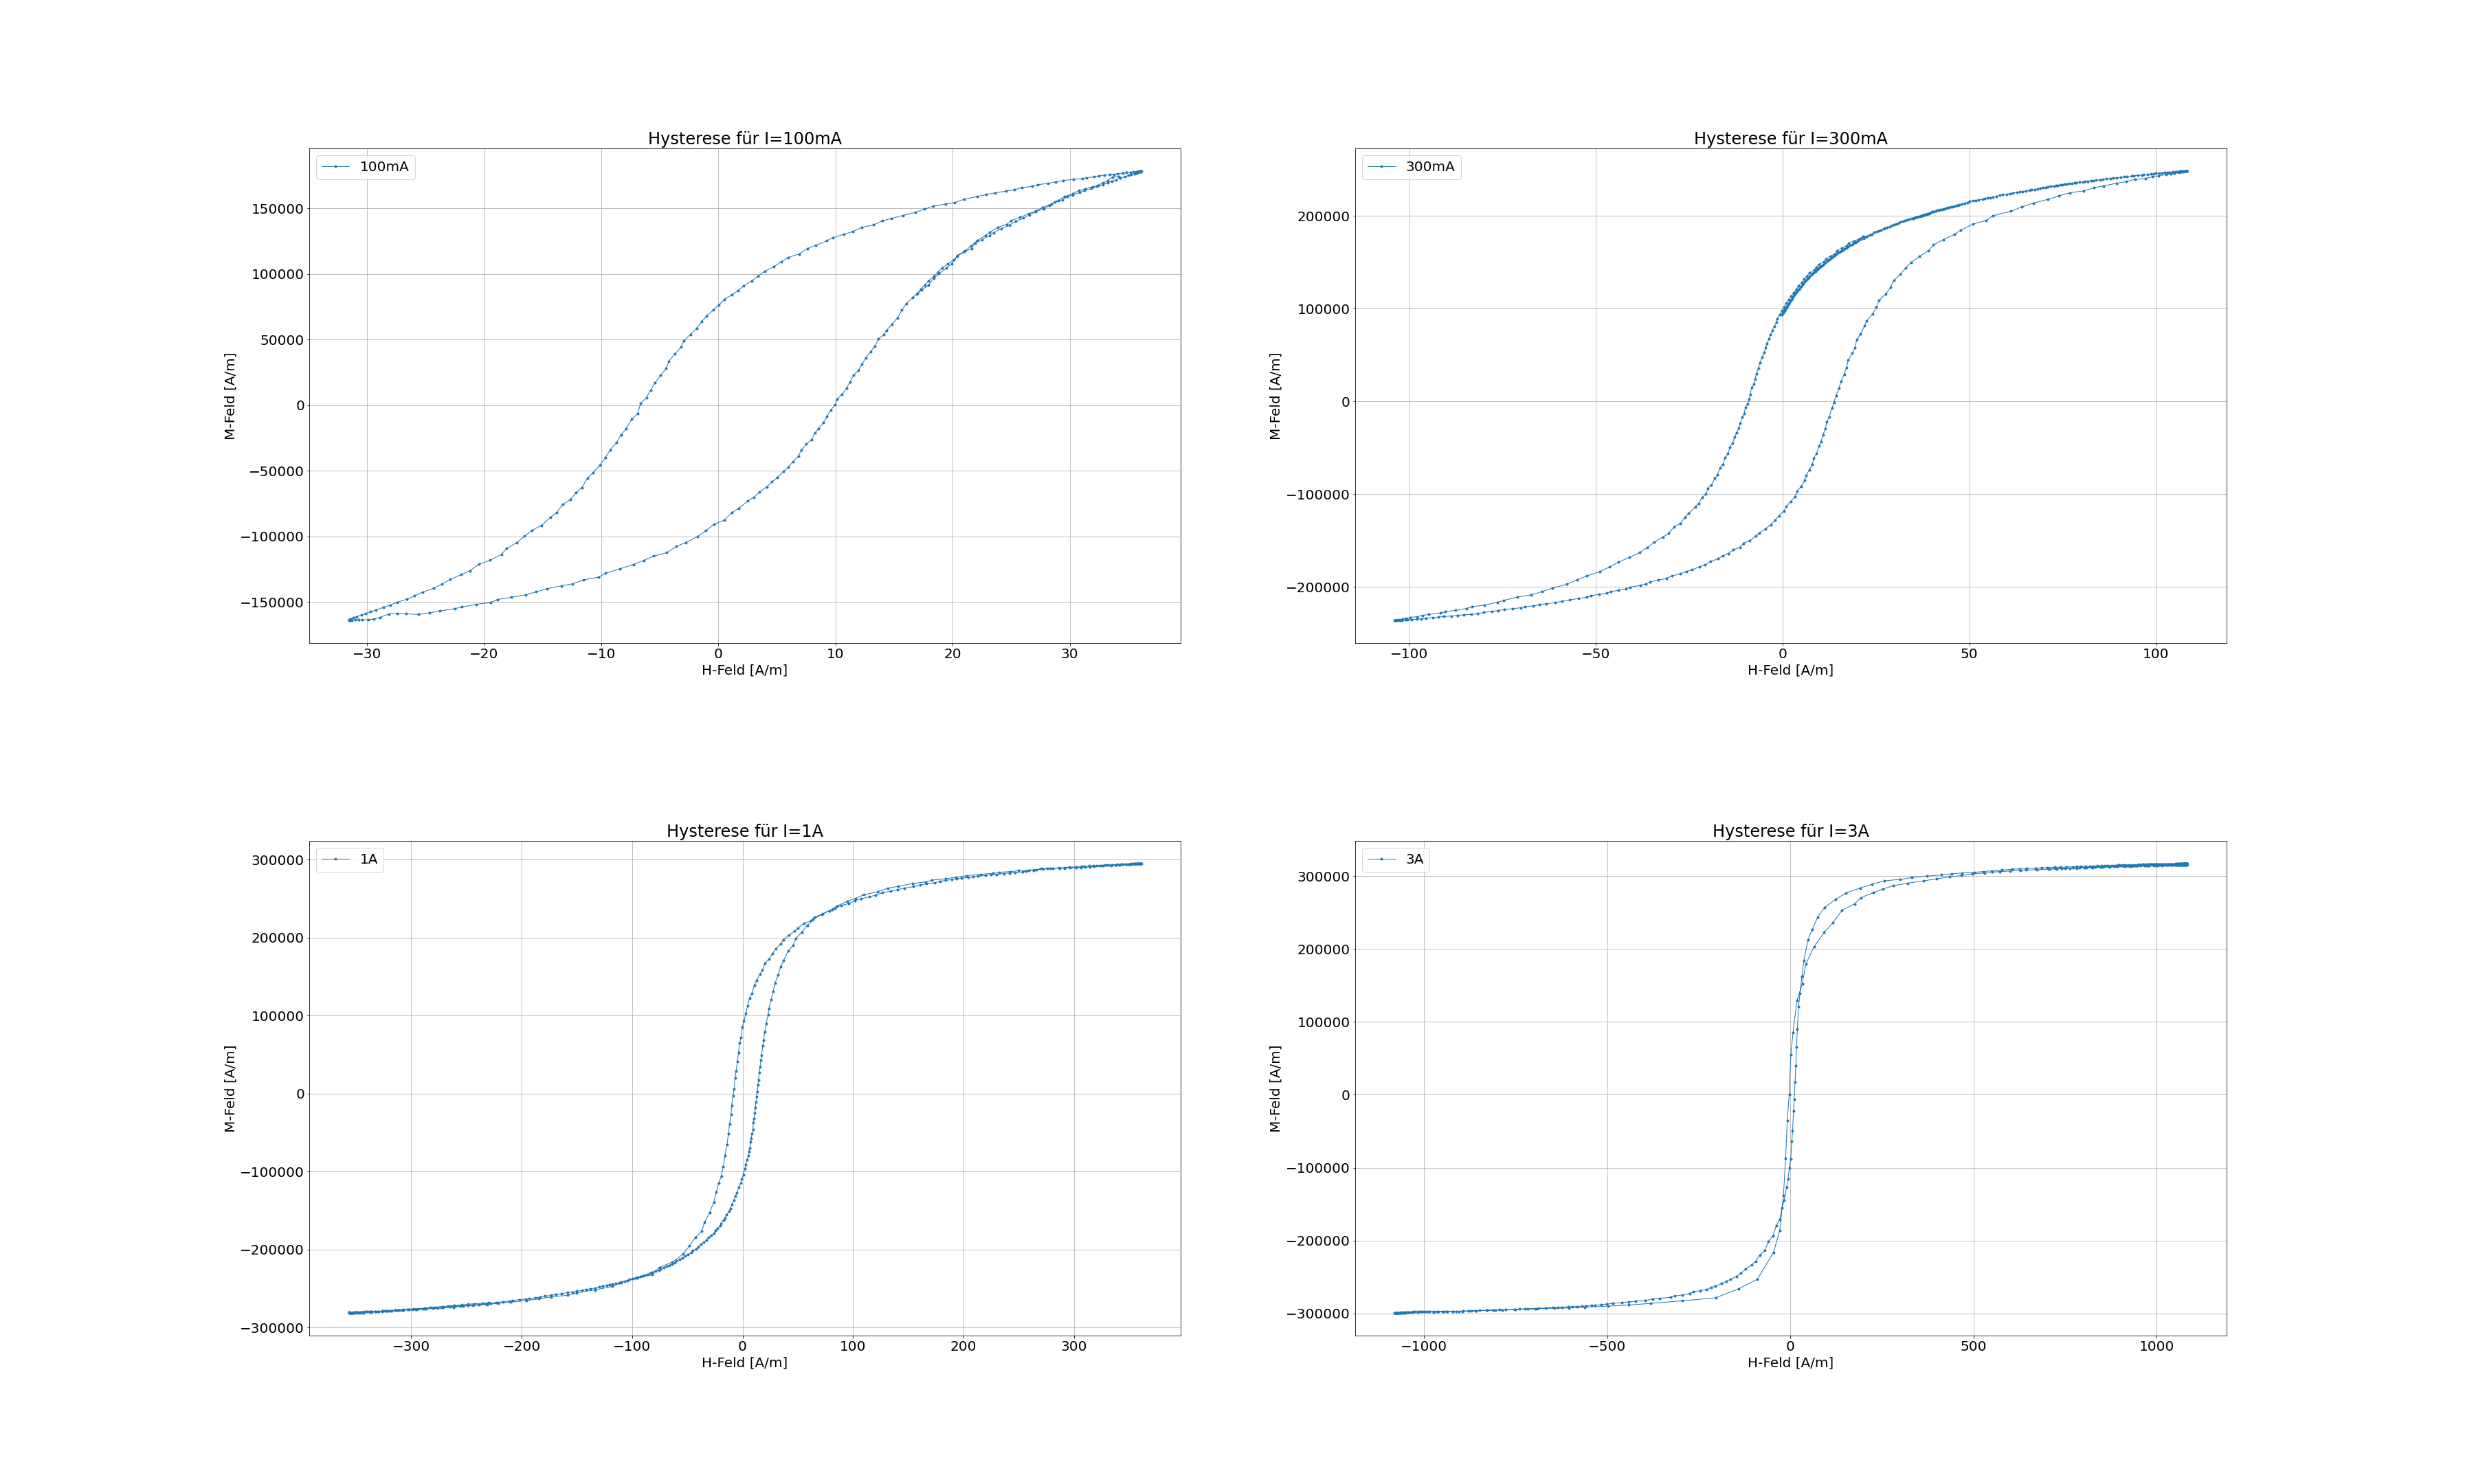 Hysterese für I=100mA
100mA
M-Feld [A/m]
150000
100000
50000
0
−50000
−100000
−150000
−30 −20 −10 0 10 20 30
H-Feld [A/m]
Hysterese für I=300mA
300mA
M-Feld [A/m]
200000
100000
0
−100000
−200000
−100 −50 0 50 100
H-Feld [A/m]
Hysterese für I=1A
1A
M-Feld [A/m]
300000
200000
100000
0
−100000
−200000
−300000
−300 −200 −100 0 100 200 300
H-Feld [A/m]
Hysterese für I=3A
3A
M-Feld [A/m]
300000
200000
100000
0
−100000
−200000
−300000
−1000 −500 0 500 1000
H-Feld [A/m]